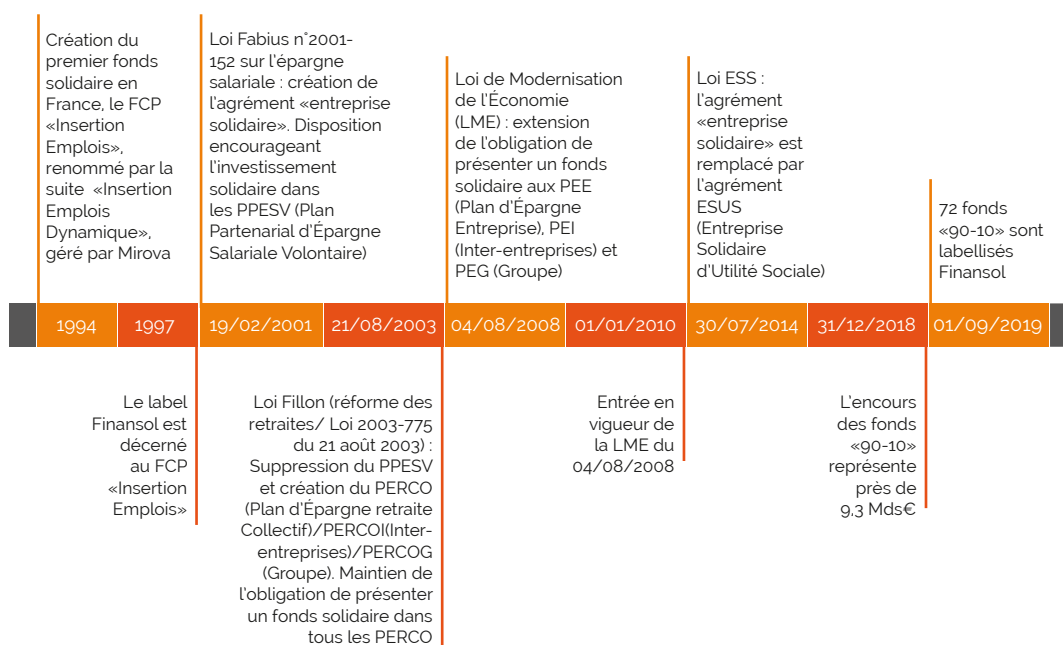 Création du
premier fonds
solidaire en
France, le FCP
«Insertion
Emplois»,
renommé par la
suite «Insertion
Emplois
Dynamique»,
géré par Mirova
Loi Fabius n°2001-
152 sur l'épargne
salariale : création de
l'agrément «entreprise
solidaire». Disposition
encourageant
l'investissement
solidaire dans
les PPESV (Plan
Partenarial d'Épargne
Salariale Volontaire)
Loi de Modernisation
de l'Économie
(LME) : extension
de l'obligation de
présenter un fonds
solidaire aux PEE
(Plan d'Épargne
Entreprise), PEI
(Inter-entreprises) et
PEG (Groupe)
Loi ESS :
l'agrément
«entreprise
solidaire» est
remplacé par
l'agrément
ESUS
(Entreprise
Solidaire
d'Utilité Sociale)
72 fonds
«90-10» sont
labellisés
Finansol
1994 1997 19/02/2001 21/08/2003 04/08/2008 01/01/2010 30/07/2014 31/12/2018 01/09/2019
Le label
Finansol est
décerné
au FCP
«Insertion
Emplois»
Loi Fillon (réforme des
retraites/ Loi 2003-775
du 21 août 2003) :
Suppression du PPESV
et création du PERCO
(Plan d'Épargne retraite
Collectif)/PERCOI(Inter-
entreprises)/PERCOG
(Groupe). Maintien de
l'obligation de présenter
un fonds solidaire dans
tous les PERCO
Entrée en
vigueur de
la LME du
04/08/2008
L'encours
des fonds
«90-10»
représente
près de
9,3 Mds€